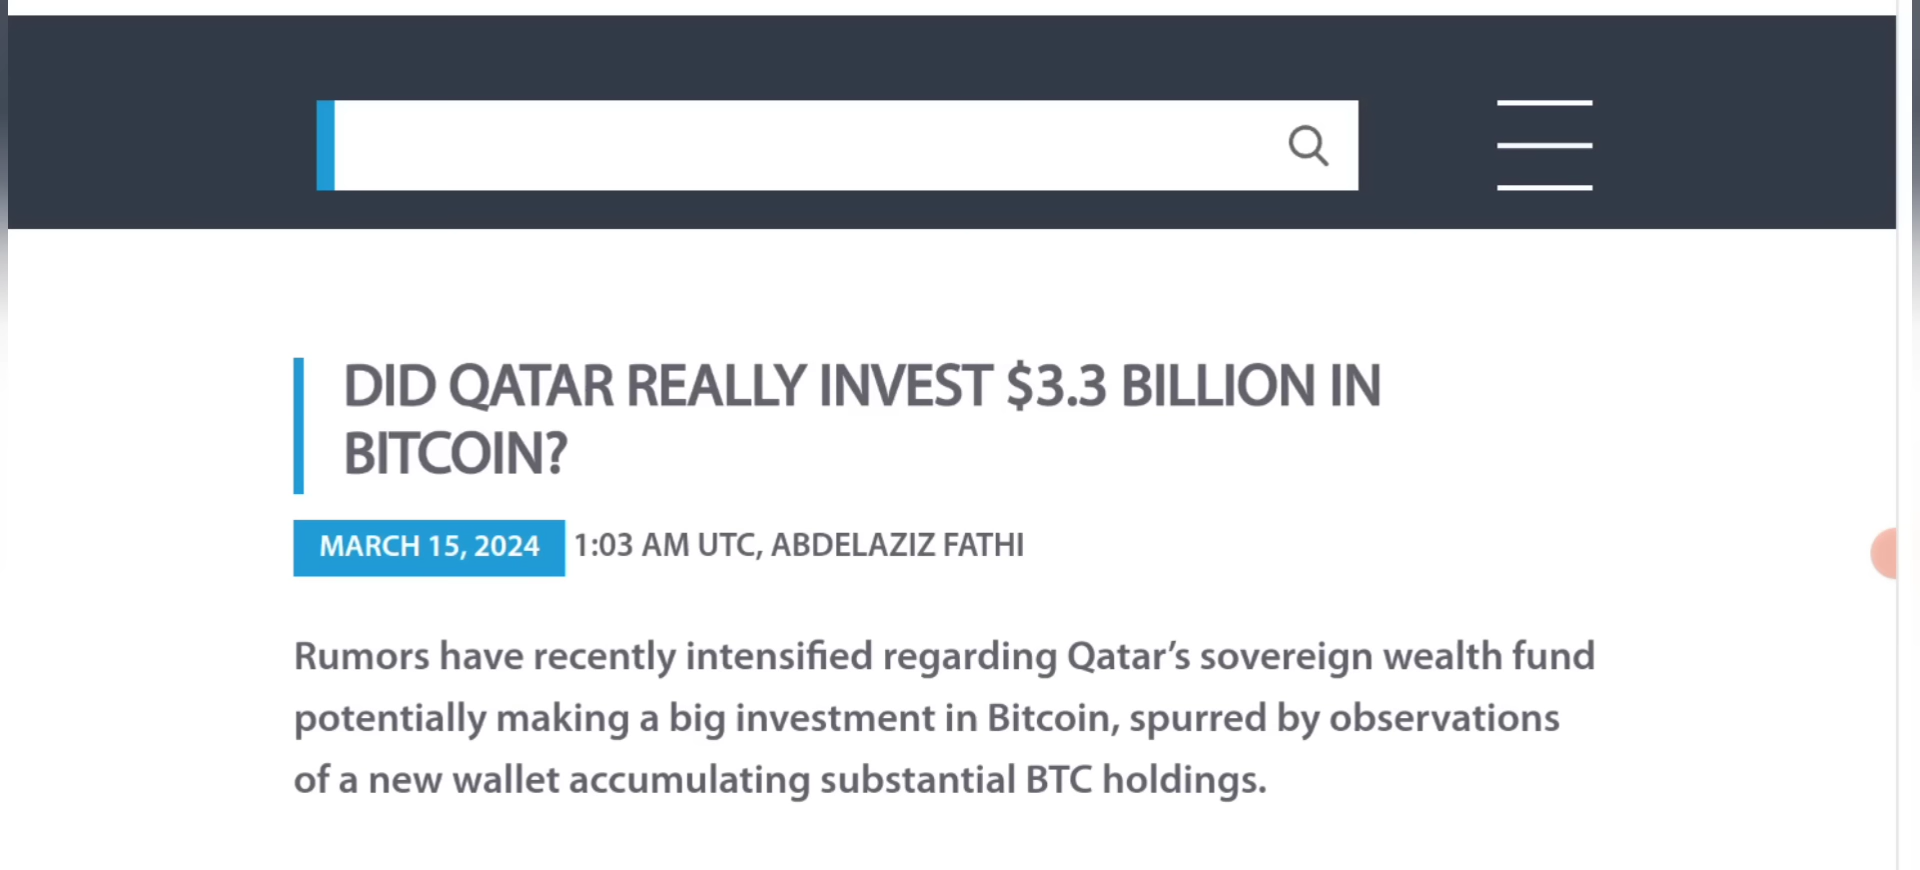 DID QATAR REALLY INVEST $3.3 BILLION IN
BITCOIN?
MARCH 15, 2024 1:03 AM UTC, ABDELAZIZ FATHI
Rumors have recently intensified regarding Qatar’s sovereign wealth fund
potentially making a big investment in Bitcoin, spurred by observations
of a new wallet accumulating substantial BTC holdings.